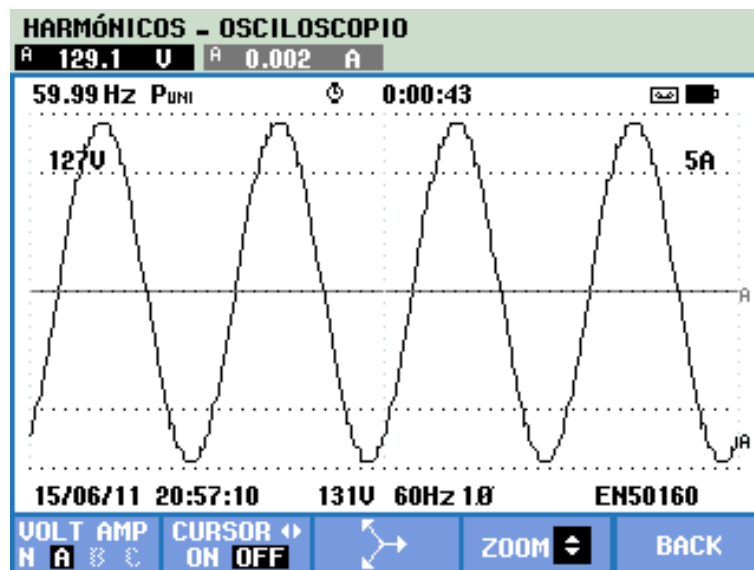 HARMÓNICOS - OSCILOSCOPIO
A 129.1 V A 0.002 A
59.99 Hz PUNI 0:00:43
127V 5A
A
A
15/06/11 20:57:10 131V 60Hz 1Ø EN50160
VOLT AMP CURSOR ZOOM BACK
N A B C ON OFF